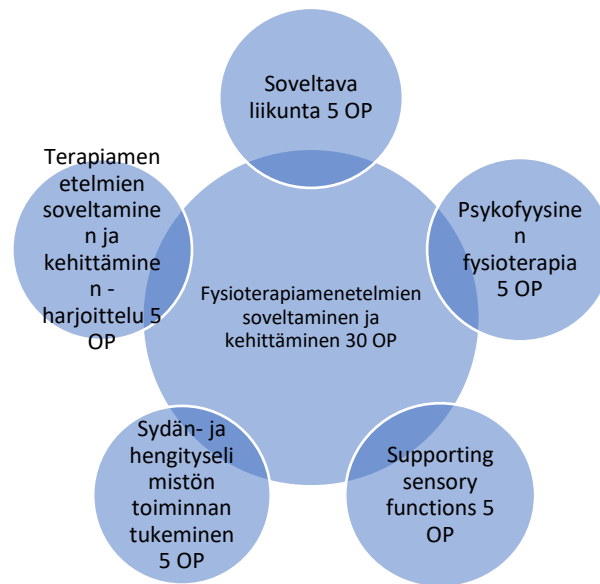 Soveltava
liikunta 5 OP
Terapiamen
etelmien
soveltamine
n ja
kehittämine
n -
harjoittelu 5
OP
Psykofyysine
n
fysioterapia
5 OP
Fysioterapiamenetelmien
soveltaminen ja
kehittäminen 30 OP
Sydän- ja
hengityseli
mistön
toiminnan
tukeminen
5 OP
Supporting
sensory
functions 5
OP